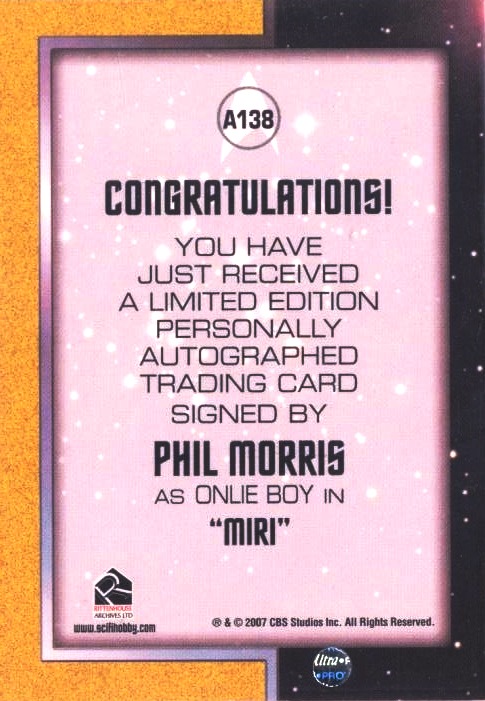 A138
CONGRATULATIONS!
YOU HAVE
JUST RECEIVED
A LIMITED EDITION
PERSONALLY
AUTOGRAPHED
TRADING CARD
SIGNED BY
PHIL MORRIS
AS ONLIE BOY IN
"MIRI"
RITTENHOUSE
ARCHIVES LTD
www.scifihobby.com
® & © 2007 CBS Studios Inc. All Rights Reserved.
Ultra
PRO